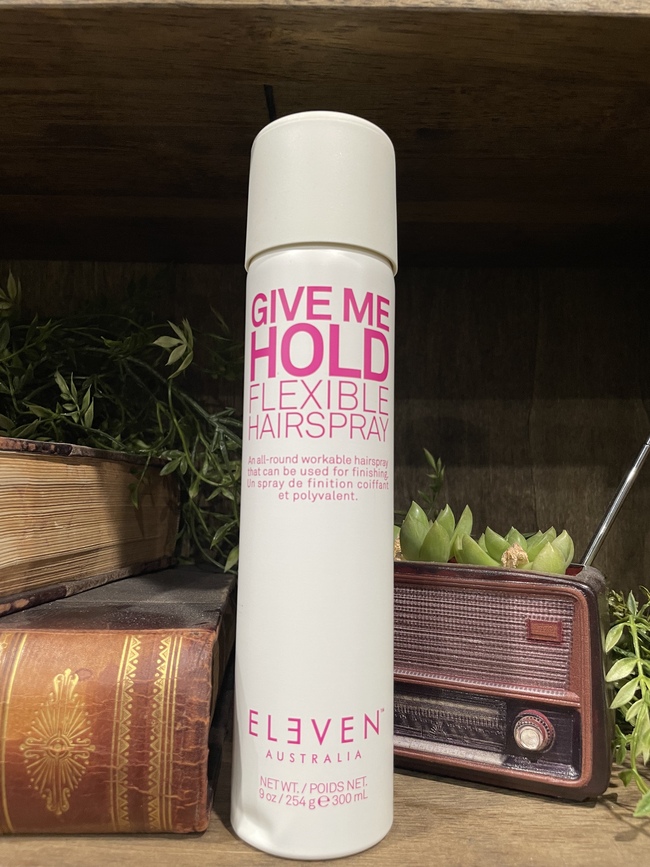 GIVE ME
HOLD
FLEXIBLE
HAIRSPRAY
An all-round workable hairspray
that can be used for finishing.
Un spray de finition coiffant
et polyvalent.
ELEVEN™
AUSTRALIA
NET WT. / POIDS NET.
9 oz / 254 g ℮ 300 mL